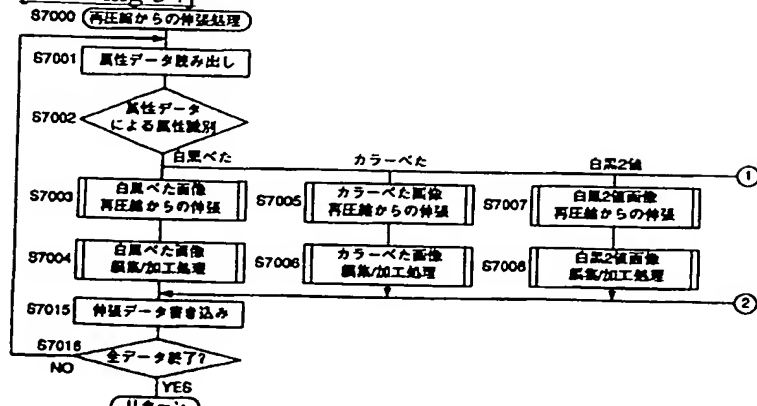 S7000 再圧縮からの伸張処理
S7001 属性データ読み出し
S7002 属性データ
による属性識別
白黒べた カラーべた 白黒2値 1
S7003 白黒べた画像
再圧縮からの伸張
S7005 カラーべた画像
再圧縮からの伸張
S7007 白黒2値画像
再圧縮からの伸張
S7004 白黒べた画像
編集/加工処理
S7006 カラーべた画像
編集/加工処理
S7008 白黒2値画像
編集/加工処理
2
S7015 伸張データ書き込み
S7016 全データ終了?
NO
YES
リターン